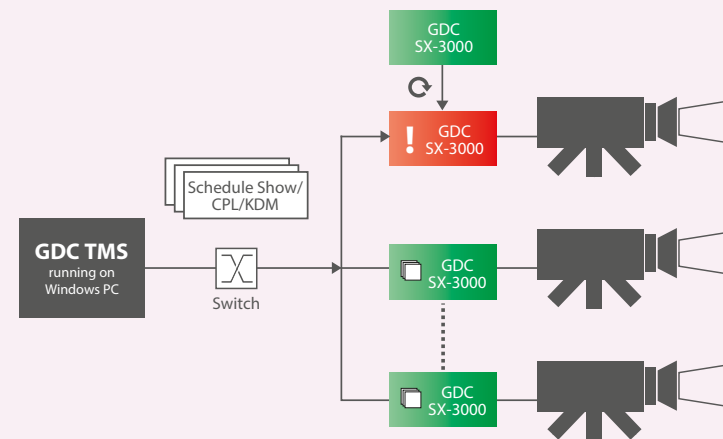 GDC
SX-3000
!
GDC
SX-3000
Schedule Show/
CPL/KDM
GDC TMS
running on
Windows PC
Switch
GDC
SX-3000
GDC
SX-3000